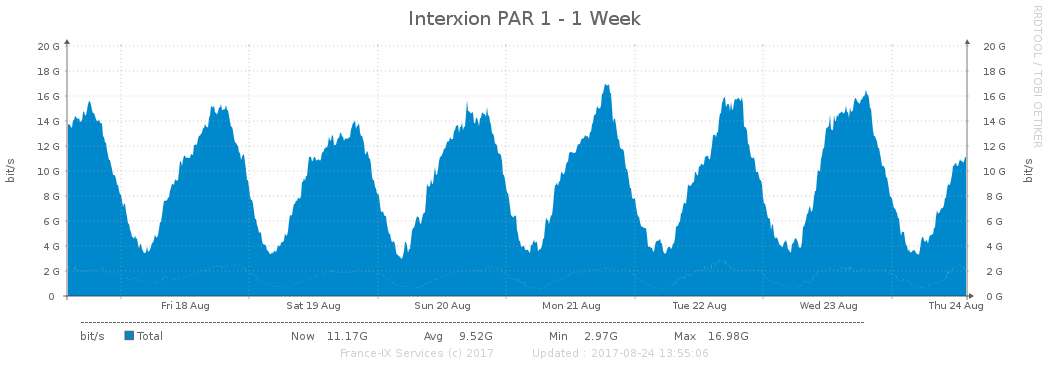 Interxion PAR 1 - 1 Week
RRDTOOL / TOBI OETIKER
bit/s
20 G 20 G
18 G 18 G
16 G 16 G
14 G 14 G
12 G 12 G
10 G 10 G
8 G 8 G
6 G 6 G
4 G 4 G
2 G 2 G
0 0 G
bit/s
Fri 18 Aug Sat 19 Aug Sun 20 Aug Mon 21 Aug Tue 22 Aug Wed 23 Aug Thu 24 Aug
bit/s Total Now 11.17G Avg 9.52G Min 2.97G Max 16.98G
France-IX Services (c) 2017 Updated : 2017-08-24 13:55:06